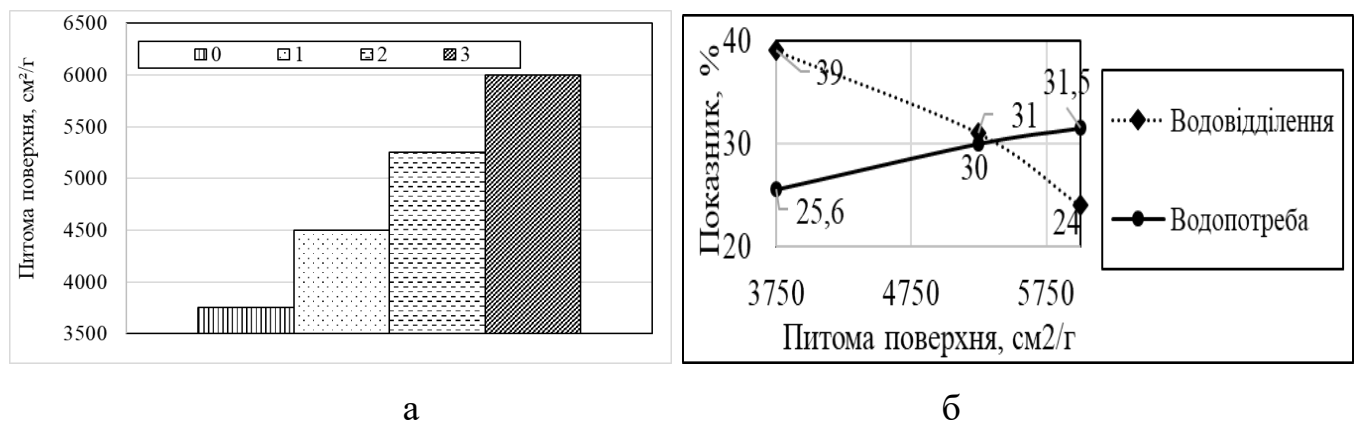 Питома поверхня, см²/г
6500
6000
5500
5000
4500
4000
3500
0 1 2 3
Показник, %
40
30
20
39
31
24
25,6
30
31,5
3750 4750 5750
Питома поверхня, см2/г
Водовідділення
Водопотреба
а
б